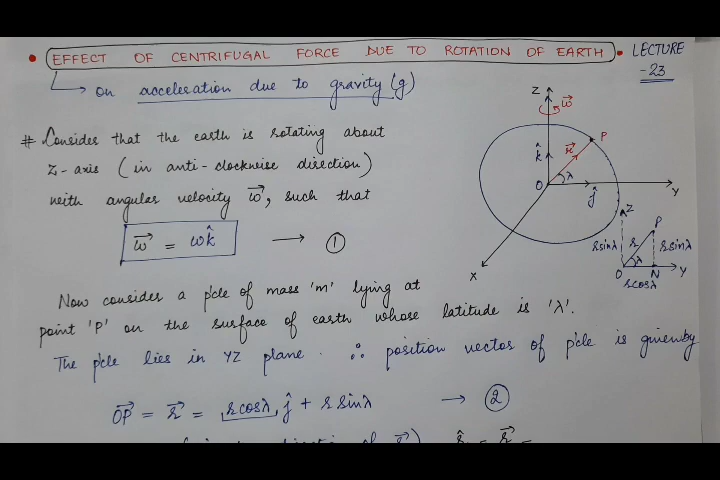 • EFFECT OF CENTRIFUGAL FORCE DUE TO ROTATION OF EARTH •
LECTURE
-23
on acceleration due to gravity (g)
# Consider that the earth is rotating about
Z-axis (in anti-clockwise direction)
with angular velocity ω⃗, such that
ω⃗ = ωk̂ → ①
Z
ω⃗
P
r⃗
k̂
λ
O
ĵ
Y
X
Z
P
r sinλ
r
r sinλ
λ
O
N
Y
r cosλ
Now consider a p'cle of mass 'm' lying at
point 'P' on the surface of earth whose latitude is 'λ'.
The p'cle lies in YZ plane. ∴ position vector of p'cle is given by
OP⃗ = r⃗ = r cosλ ĵ + r sinλ → ②